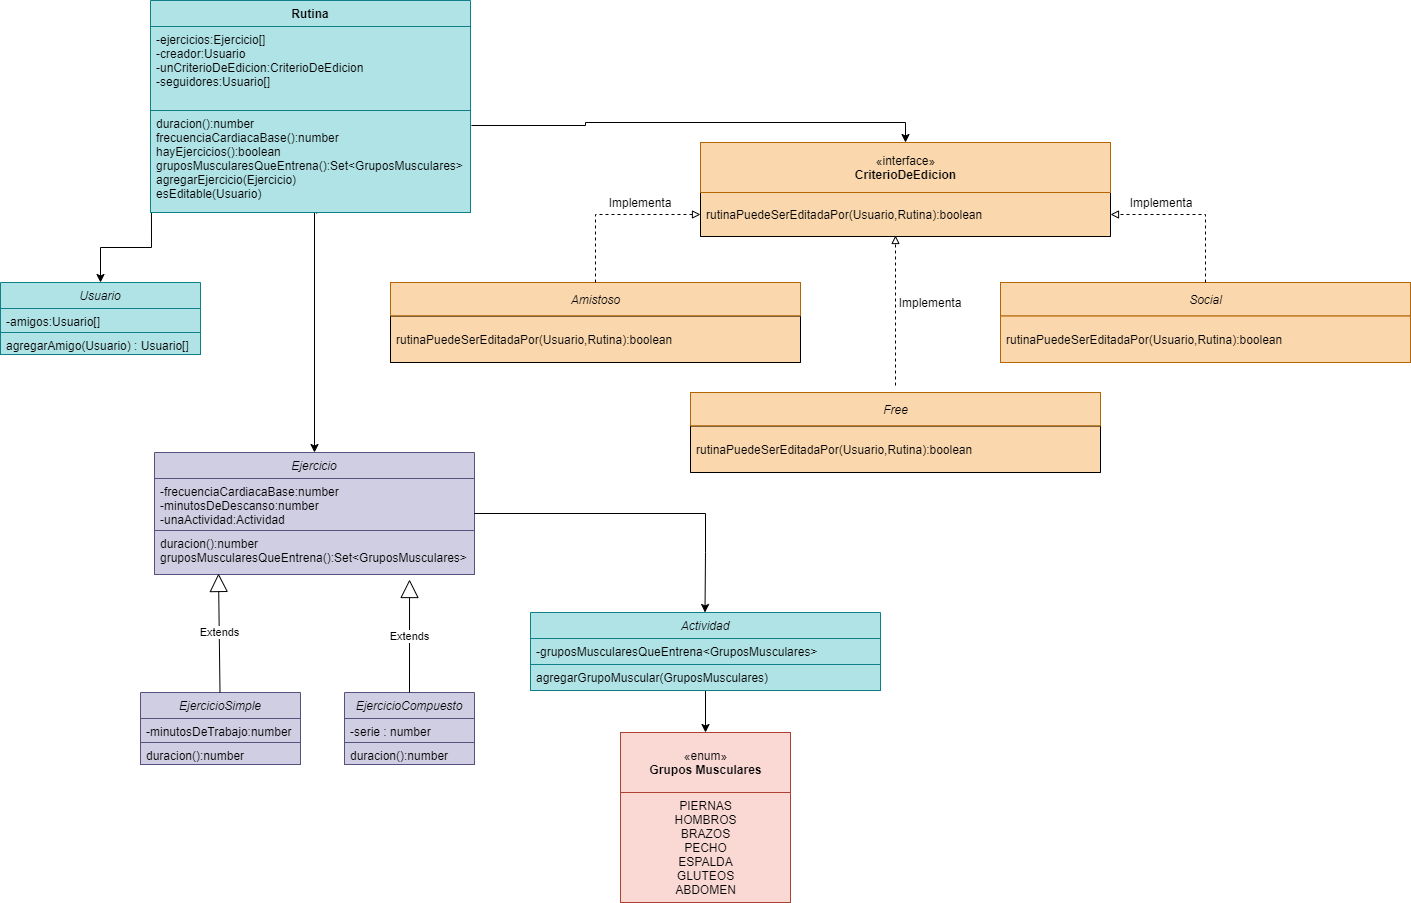 Rutina
-ejercicios:Ejercicio[]
-creador:Usuario
-unCriterioDeEdicion:CriterioDeEdicion
-seguidores:Usuario[]
duracion():number
frecuenciaCardiacaBase():number
hayEjercicios():boolean
gruposMuscularesQueEntrena():Set<GruposMusculares>
agregarEjercicio(Ejercicio)
esEditable(Usuario)
«interface»
CriterioDeEdicion
rutinaPuedeSerEditadaPor(Usuario,Rutina):boolean
Implementa
Implementa
Implementa
Usuario
-amigos:Usuario[]
agregarAmigo(Usuario) : Usuario[]
Amistoso
rutinaPuedeSerEditadaPor(Usuario,Rutina):boolean
Social
rutinaPuedeSerEditadaPor(Usuario,Rutina):boolean
Free
rutinaPuedeSerEditadaPor(Usuario,Rutina):boolean
Ejercicio
-frecuenciaCardiacaBase:number
-minutosDeDescanso:number
-unaActividad:Actividad
duracion():number
gruposMuscularesQueEntrena():Set<GruposMusculares>
Extends
Extends
Actividad
-gruposMuscularesQueEntrena<GruposMusculares>
agregarGrupoMuscular(GruposMusculares)
EjercicioSimple
-minutosDeTrabajo:number
duracion():number
EjercicioCompuesto
-serie : number
duracion():number
«enum»
Grupos Musculares
PIERNAS
HOMBROS
BRAZOS
PECHO
ESPALDA
GLUTEOS
ABDOMEN